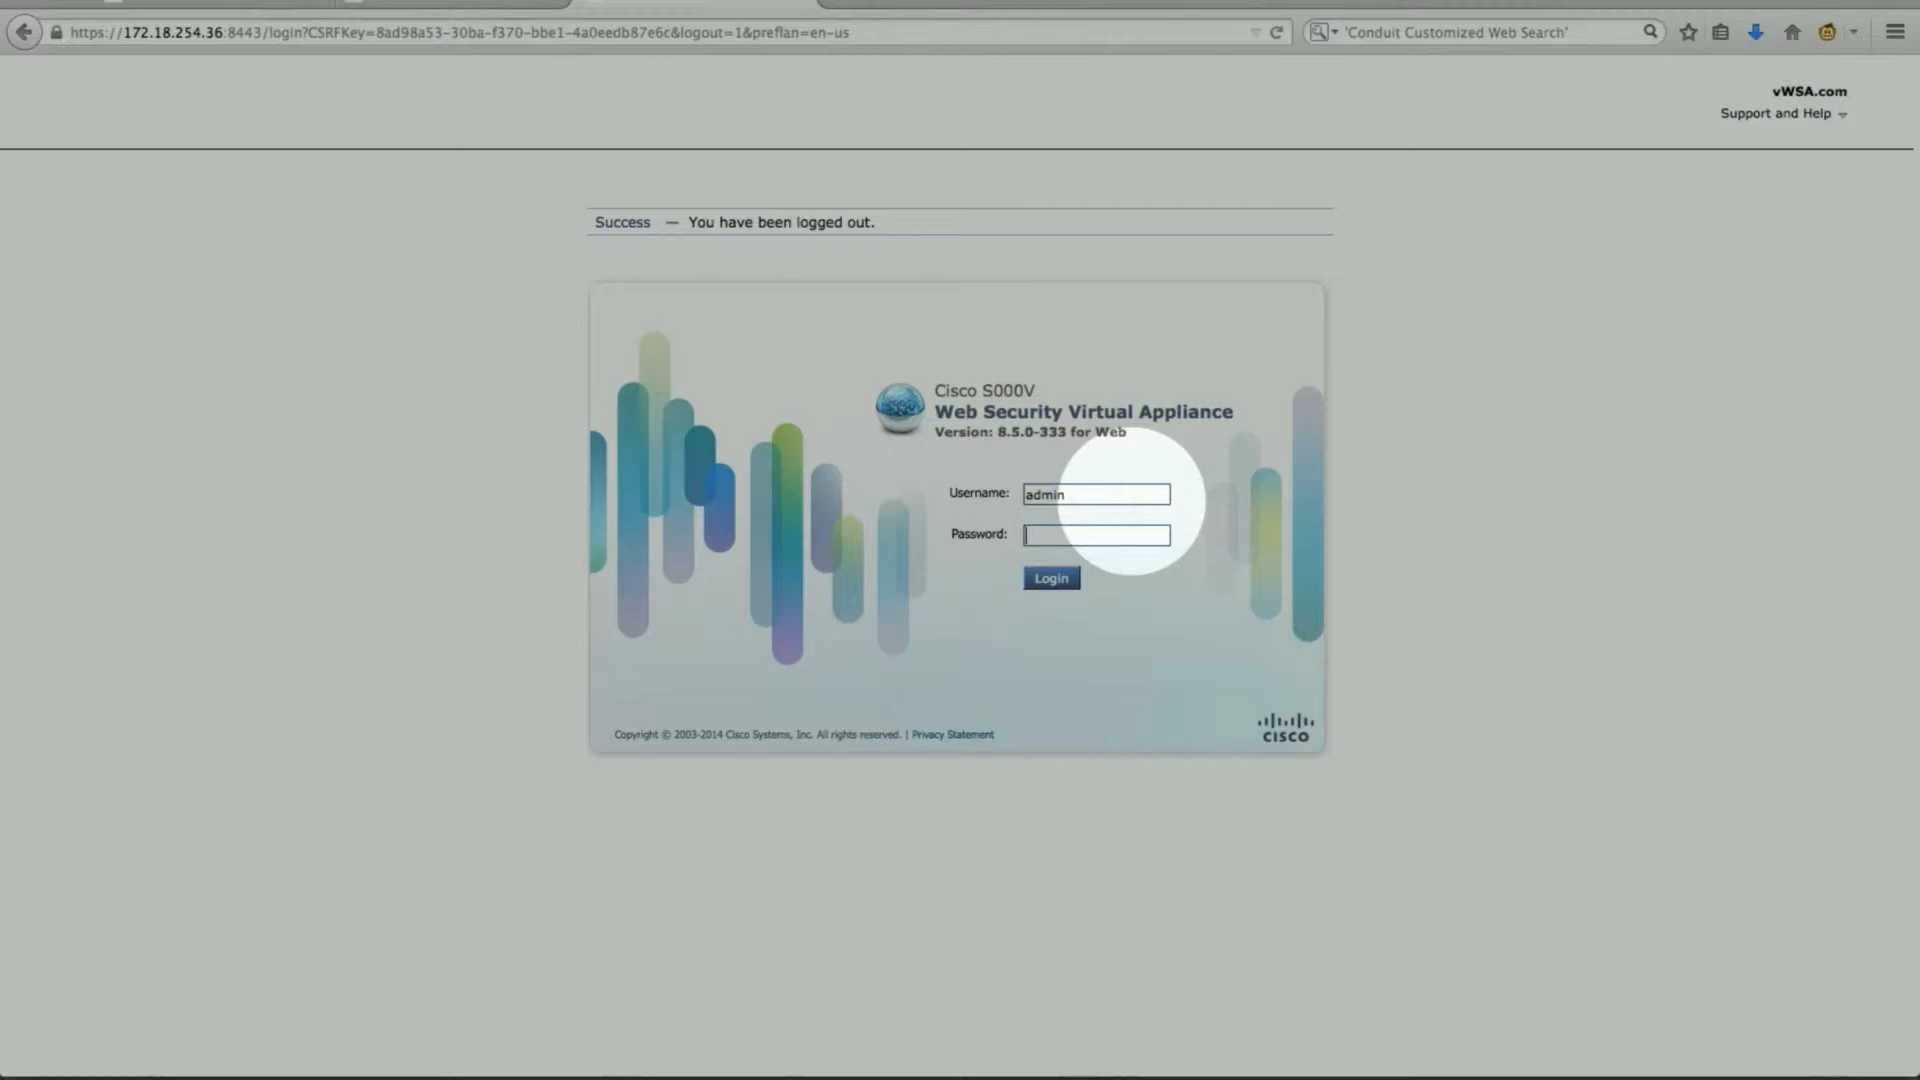 https://172.18.254.36:8443/login?CSRFKey=8ad98a53-30ba-f370-bbe1-4a0eedb87e6c&logout=1&preflan=en-us
'Conduit Customized Web Search'
vWSA.com
Support and Help
Success — You have been logged out.
Cisco S000V
Web Security Virtual Appliance
Version: 8.5.0-333 for Web
Username: admin
Password:
Login
Copyright © 2003-2014 Cisco Systems, Inc. All rights reserved. | Privacy Statement
CISCO